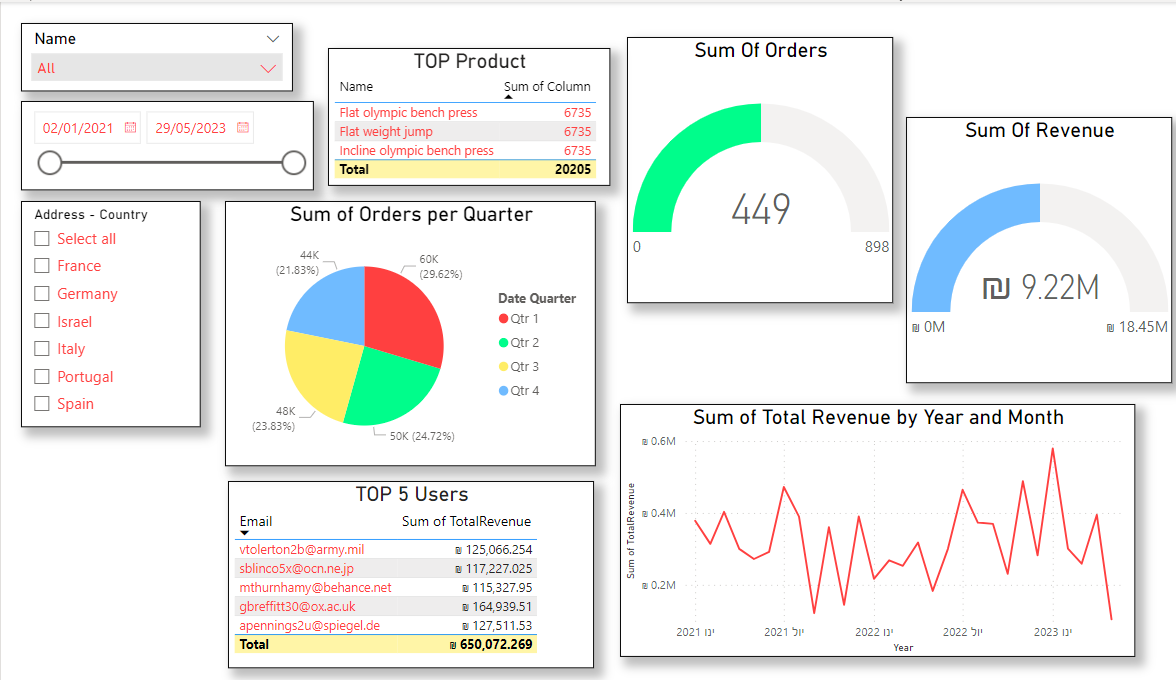 Name
All
02/01/2021 29/05/2023
Address - Country
Select all
France
Germany
Israel
Italy
Portugal
Spain
TOP Product
Name Sum of Column
Flat olympic bench press 6735
Flat weight jump 6735
Incline olympic bench press 6735
Total 20205
Sum of Orders per Quarter
44K
(21.83%)
60K
(29.62%)
48K
(23.83%)
50K (24.72%)
Date Quarter
Qtr 1
Qtr 2
Qtr 3
Qtr 4
TOP 5 Users
Email Sum of TotalRevenue
vtolerton2b@army.mil ₪ 125,066.254
sblinco5x@ocn.ne.jp ₪ 117,227.025
mthurnhamy@behance.net ₪ 115,327.95
gbreffitt30@ox.ac.uk ₪ 164,939.51
apennings2u@spiegel.de ₪ 127,511.53
Total ₪ 650,072.269
Sum Of Orders
449
0 898
Sum Of Revenue
₪ 9.22M
₪ 0M ₪ 18.45M
Sum of Total Revenue by Year and Month
Sum of TotalRevenue
₪ 0.6M
₪ 0.4M
₪ 0.2M
ינו 2021 יול 2021 ינו 2022 יול 2022 ינו 2023
Year